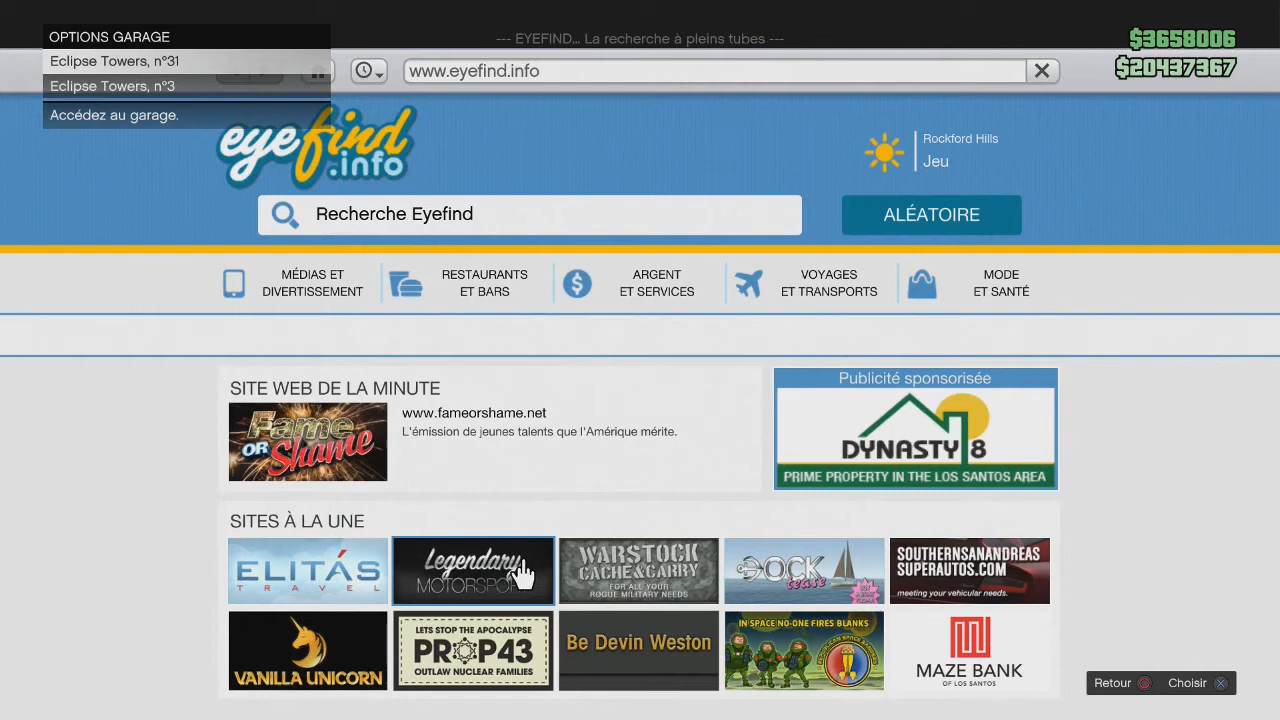 OPTIONS GARAGE
Eclipse Towers, n°31
Eclipse Towers, n°3
Accédez au garage.
--- EYEFIND... La recherche à pleins tubes ---
$3658006
$20437367
www.eyefind.info
eyefind
.info
Rockford Hills
Jeu
Recherche Eyefind
ALÉATOIRE
MÉDIAS ET
DIVERTISSEMENT
RESTAURANTS
ET BARS
ARGENT
ET SERVICES
VOYAGES
ET TRANSPORTS
MODE
ET SANTÉ
SITE WEB DE LA MINUTE
Fame
OR Shame
www.fameorshame.net
L'émission de jeunes talents que l'Amérique mérite.
Publicité sponsorisée
DYNASTY 8
PRIME PROPERTY IN THE LOS SANTOS AREA
SITES À LA UNE
ELITÁS
TRAVEL
Legendary
MOTORSPORT
WARSTOCK
CACHE & CARRY
FOR ALL YOUR
ROGUE MILITARY NEEDS
DOCK
tease
SOUTHERNSANANDREAS
SUPERAUTOS.COM
meeting your vehicular needs.
VANILLA UNICORN
LETS STOP THE APOCALYPSE
PROP43
OUTLAW NUCLEAR FAMILIES
Be Devin Weston
IN SPACE NO-ONE FIRES BLANKS
MAZE BANK
OF LOS SANTOS
Retour
Choisir